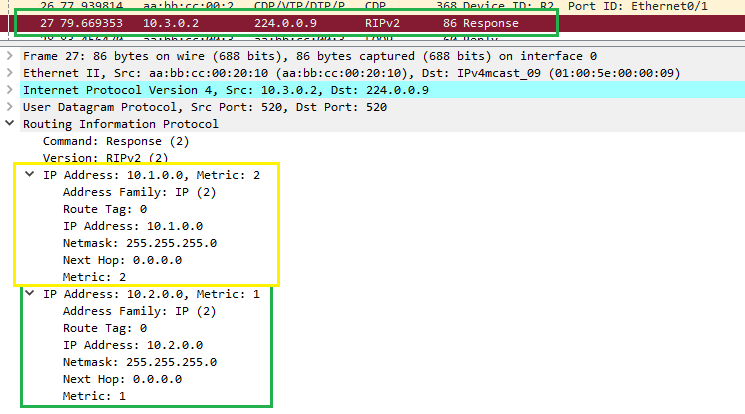 26 77.939814 aa:bb:cc:00:2 CDP/VTP/DTP/P CDP 368 Device ID: R2 Port ID: Ethernet0/1
27 79.669353 10.3.0.2 224.0.0.9 RIPv2 86 Response
Frame 27: 86 bytes on wire (688 bits), 86 bytes captured (688 bits) on interface 0
Ethernet II, Src: aa:bb:cc:00:20:10 (aa:bb:cc:00:20:10), Dst: IPv4mcast_09 (01:00:5e:00:00:09)
Internet Protocol Version 4, Src: 10.3.0.2, Dst: 224.0.0.9
User Datagram Protocol, Src Port: 520, Dst Port: 520
Routing Information Protocol
Command: Response (2)
Version: RIPv2 (2)
IP Address: 10.1.0.0, Metric: 2
Address Family: IP (2)
Route Tag: 0
IP Address: 10.1.0.0
Netmask: 255.255.255.0
Next Hop: 0.0.0.0
Metric: 2
IP Address: 10.2.0.0, Metric: 1
Address Family: IP (2)
Route Tag: 0
IP Address: 10.2.0.0
Netmask: 255.255.255.0
Next Hop: 0.0.0.0
Metric: 1